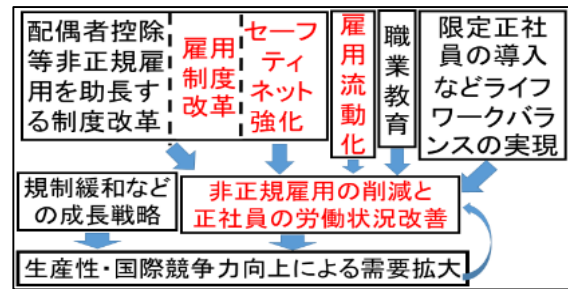 配偶者控除
等非正規雇
用を助長す
る制度改革
雇用
制度
改革
セーフ
ティ
ネット
強化
雇用流動化
職業教育
限定正社
員の導入
などライフ
ワークバラ
ンスの実現
規制緩和など
の成長戦略
非正規雇用の削減と
正社員の労働状況改善
生産性・国際競争力向上による需要拡大